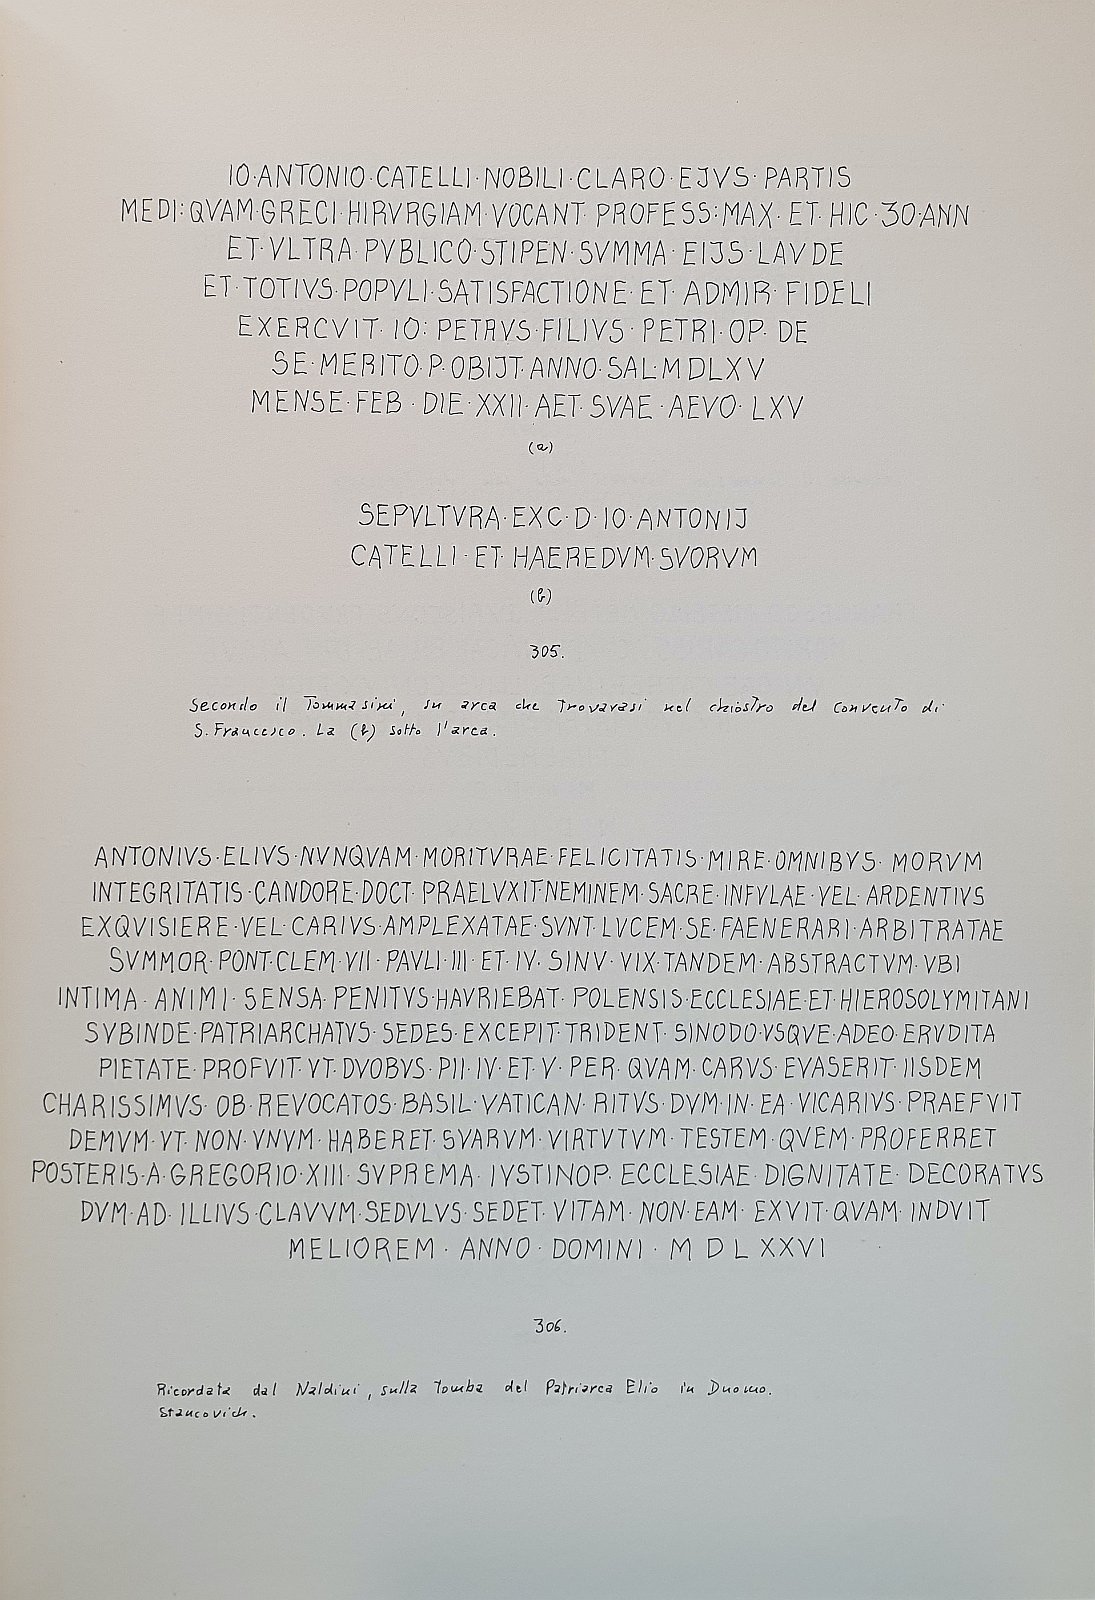 IO·ANTONIO·CATELLI·NOBILI·CLARO·EJVS·PARTIS
MEDI:QVAM·GRECI·HIRVRGIAM·VOCANT·PROFESS:MAX·ET·HIC·30·ANN
ET·VLTRA·PVBLICO·STIPEN·SVMMA·EIJS·LAVDE
ET·TOTIVS·POPVLI·SATISFACTIONE·ET·ADMIR·FIDELI
EXERCVIT·IO: PETRVS·FILIVS·PETRI·OP·DE
SE·MERITO·P·OBIJT·ANNO·SAL·MDLXV
MENSE·FEB·DIE·XXII·AET·SVAE·AEVO·LXV
(a)
SEPVLTVRA·EXC·D·IO·ANTONIJ
CATELLI·ET·HAEREDVM·SVORVM
(b)
305.
Secondo il Tommasini, su arca che trovavasi nel chiostro del convento di
S. Francesco. La (b) sotto l'arca.
ANTONIVS·ELIVS·NVNQVAM·MORITVRAE·FELICITATIS·MIRE·OMNIBVS·MORVM
INTEGRITATIS·CANDORE·DOCT·PRAELVXIT·NEMINEM·SACRE·INFVLAE·VEL·ARDENTIVS
EXQVISIERE·VEL·CARIVS·AMPLEXATAE·SVNT·LVCEM·SE·FAENERARI·ARBITRATAE
SVMMOR·PONT·CLEM·VII·PAVLI·III·ET·IV·SINV·VIX·TANDEM·ABSTRACTVM·VBI
INTIMA·ANIMI·SENSA·PENITVS·HAVRIEBAT·POLENSIS·ECCLESIAE·ET·HIEROSOLYMITANI
SVBINDE·PATRIARCHATVS·SEDES·EXCEPIT·TRIDENT·SINODO·VSQVE·ADEO·ERVDITA
PIETATE·PROFVIT·VT·DVOBVS·PII·IV·ET·V·PER·QVAM·CARVS·EVASERIT·IISDEM
CHARISSIMVS·OB·REVOCATOS·BASIL·VATICAN·RITVS·DVM·IN·EA·VICARIVS·PRAEFVIT
DEMVM·VT·NON·VNVM·HABERET·SVARVM·VIRTVTVM·TESTEM·QVEM·PROFERRET
POSTERIS·A·GREGORIO·XIII·SVPREMA·IVSTINOP·ECCLESIAE·DIGNITATE·DECORATVS
DVM·AD·ILLIVS·CLAVVM·SEDVLVS·SEDET·VITAM·NON·EAM·EXVIT·QVAM·INDVIT
MELIOREM·ANNO·DOMINI·M D L XXVI
306.
Ricordata dal Naldini, sulla tomba del Patriarca Elio in Duomo.
Stancovich.